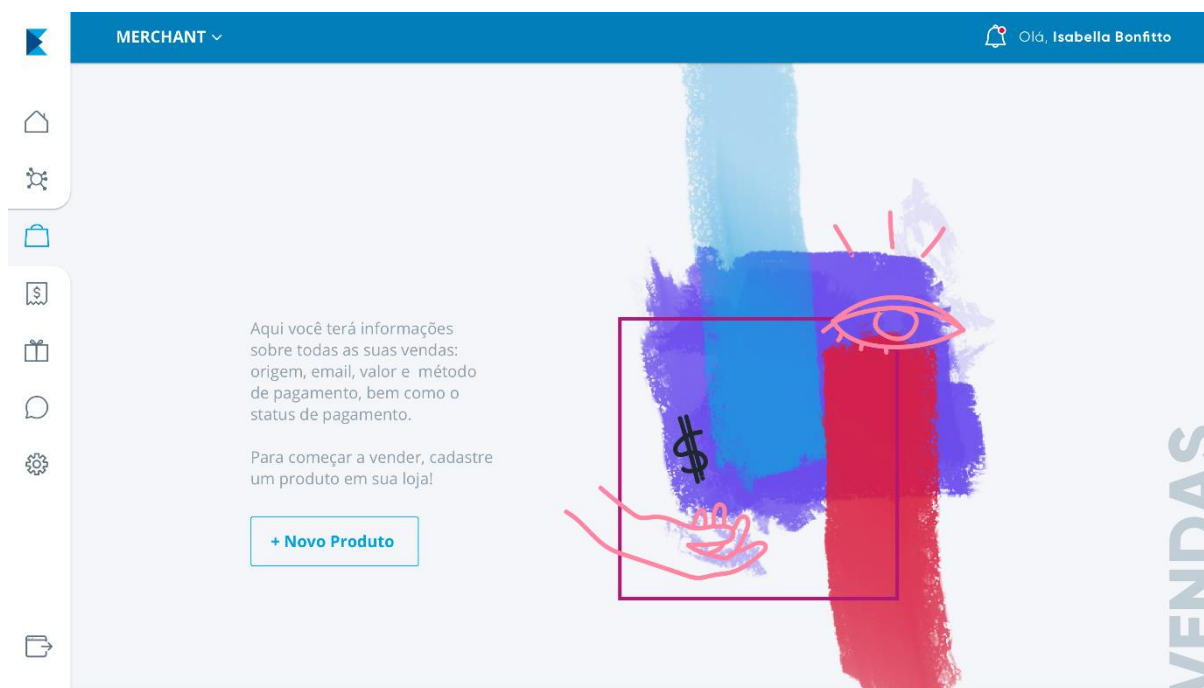 MERCHANT
Olá, Isabella Bonfitto
Aqui você terá informações
sobre todas as suas vendas:
origem, email, valor e método
de pagamento, bem como o
status de pagamento.
Para começar a vender, cadastre
um produto em sua loja!
+ Novo Produto
$
$
VENDAS